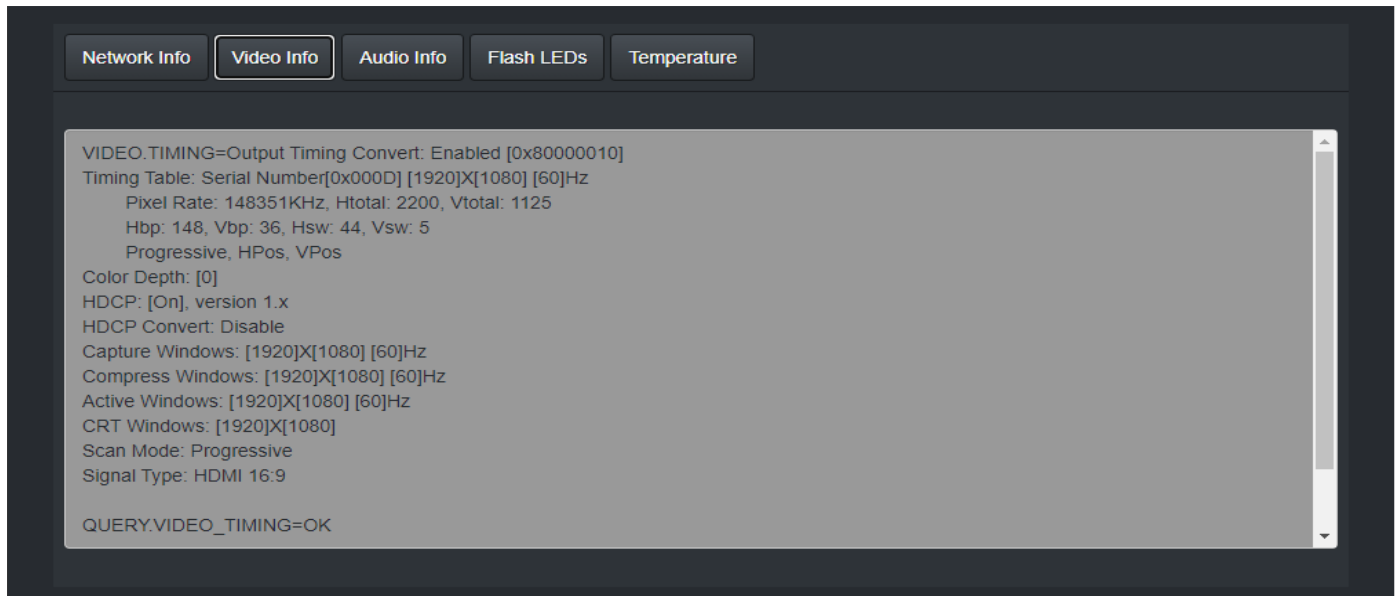 Network Info Video Info Audio Info Flash LEDs Temperature
VIDEO.TIMING=Output Timing Convert: Enabled [0x80000010]
Timing Table: Serial Number[0x000D] [1920]X[1080] [60]Hz
Pixel Rate: 148351KHz, Htotal: 2200, Vtotal: 1125
Hbp: 148, Vbp: 36, Hsw: 44, Vsw: 5
Progressive, HPos, VPos
Color Depth: [0]
HDCP: [On], version 1.x
HDCP Convert: Disable
Capture Windows: [1920]X[1080] [60]Hz
Compress Windows: [1920]X[1080] [60]Hz
Active Windows: [1920]X[1080] [60]Hz
CRT Windows: [1920]X[1080]
Scan Mode: Progressive
Signal Type: HDMI 16:9
QUERY.VIDEO_TIMING=OK